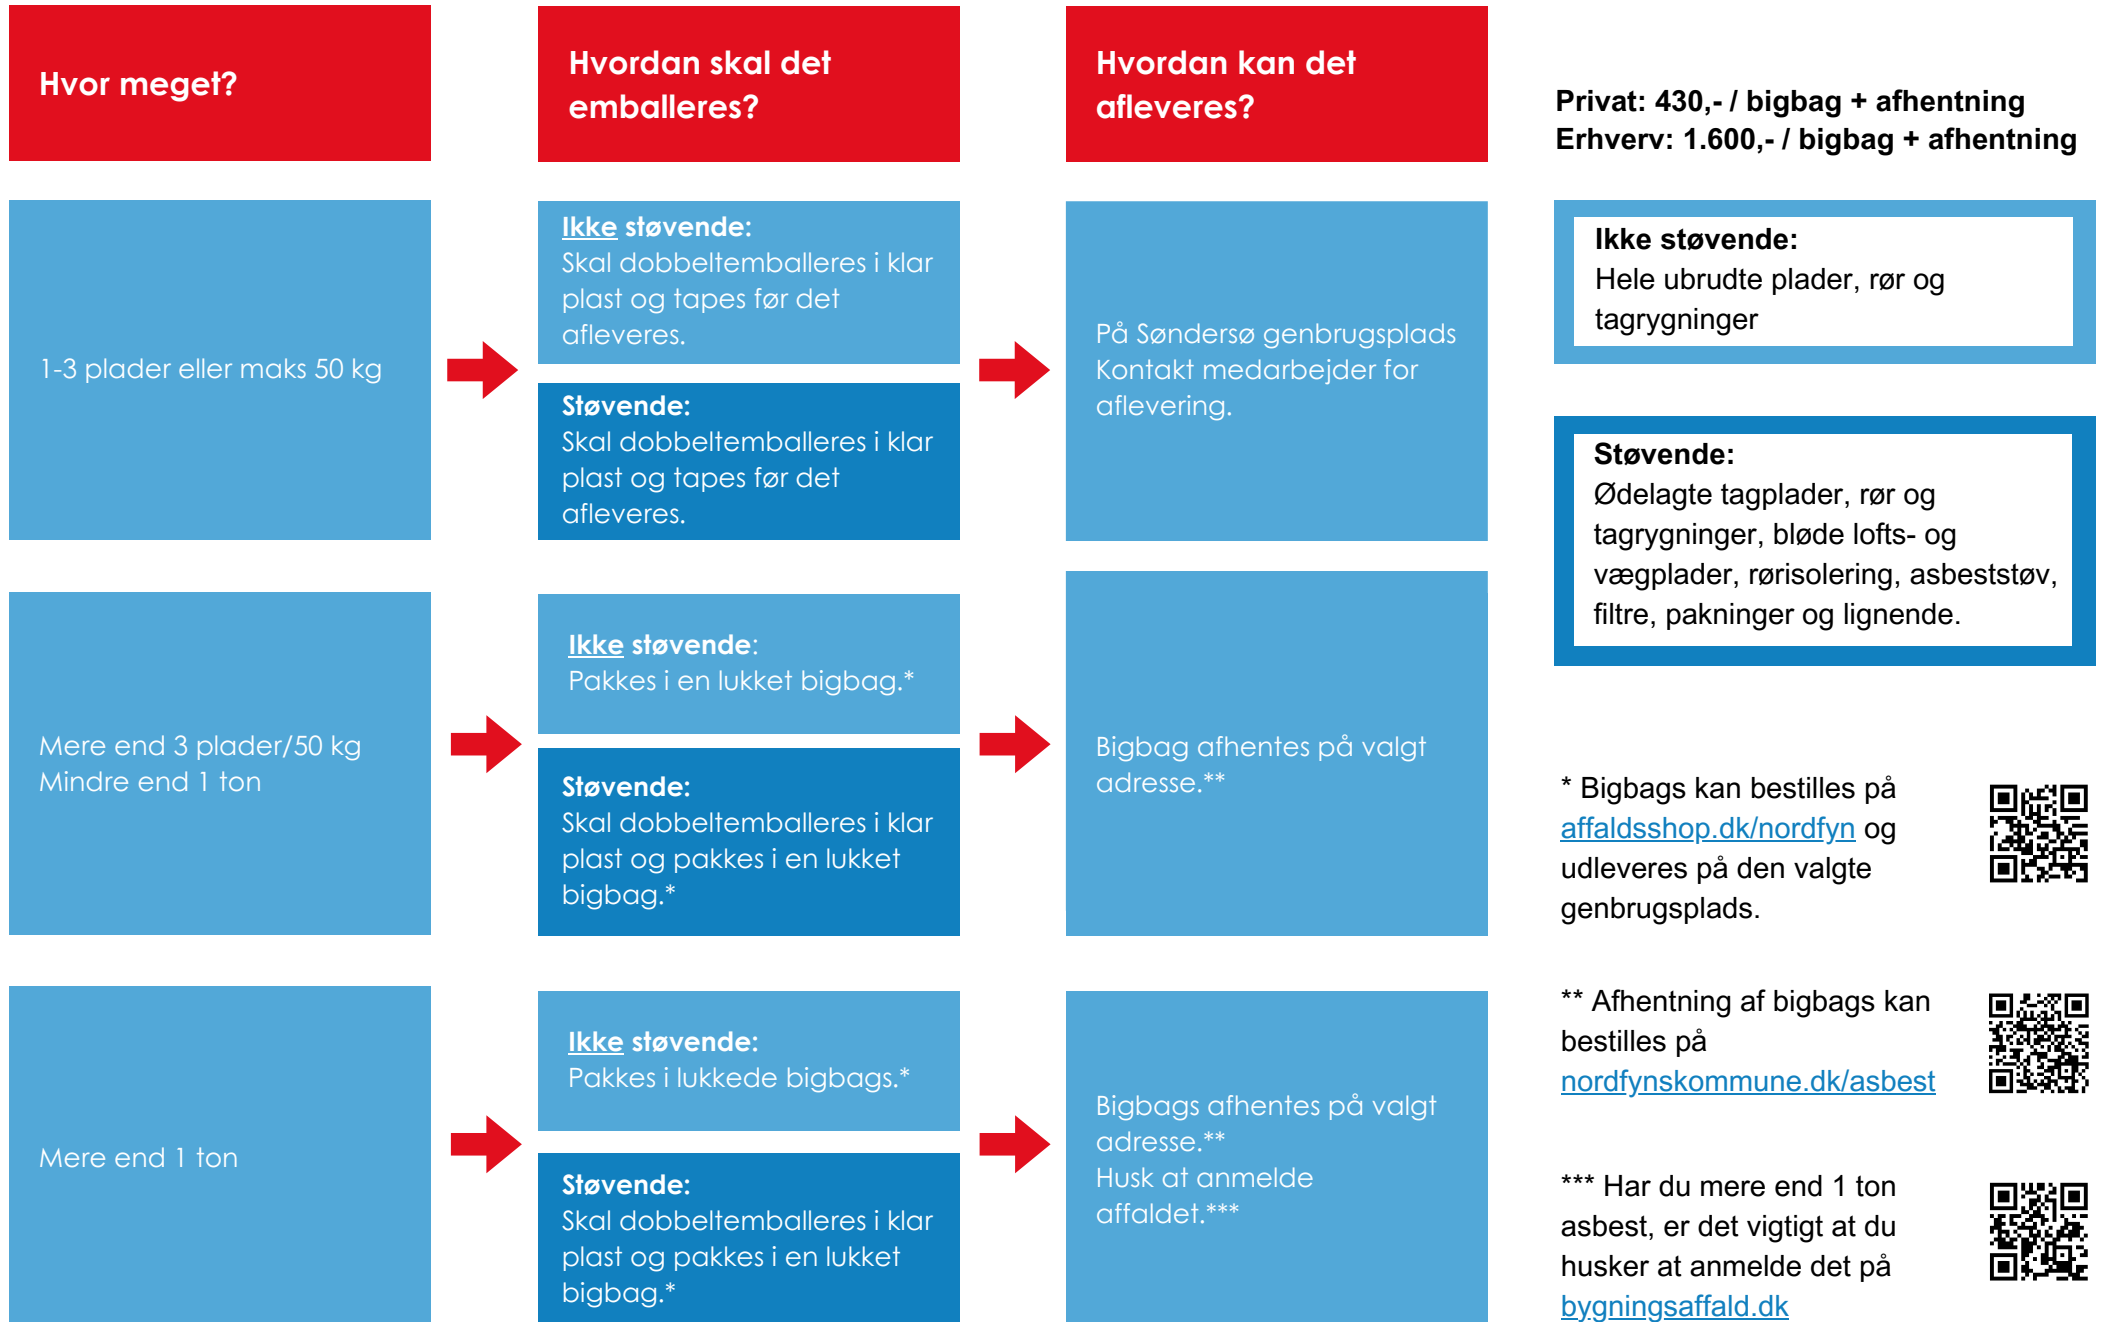 Hvor meget?
Hvordan skal det
emballeres?
Hvordan kan det
afleveres?
Privat: 430,- / bigbag + afhentning
Erhverv: 1.600,- / bigbag + afhentning
1-3 plader eller maks 50 kg
Ikke støvende:
Skal dobbeltemballeres i klar
plast og tapes før det
afleveres.
Støvende:
Skal dobbeltemballeres i klar
plast og tapes før det
afleveres.
På Søndersø genbrugsplads
Kontakt medarbejder for
aflevering.
Ikke støvende:
Hele ubrudte plader, rør og
tagrygninger
Støvende:
Ødelagte tagplader, rør og
tagrygninger, bløde lofts- og
vægplader, rørisolering, asbeststøv,
filtre, pakninger og lignende.
Mere end 3 plader/50 kg
Mindre end 1 ton
Ikke støvende:
Pakkes i en lukket bigbag.*
Støvende:
Skal dobbeltemballeres i klar
plast og pakkes i en lukket
bigbag.*
Bigbag afhentes på valgt
adresse.**
* Bigbags kan bestilles på
affaldsshop.dk/nordfyn og
udleveres på den valgte
genbrugsplads.
Mere end 1 ton
Ikke støvende:
Pakkes i lukkede bigbags.*
Støvende:
Skal dobbeltemballeres i klar
plast og pakkes i en lukket
bigbag.*
Bigbags afhentes på valgt
adresse.**
Husk at anmelde
affaldet.***
** Afhentning af bigbags kan
bestilles på
nordfynskommune.dk/asbest
*** Har du mere end 1 ton
asbest, er det vigtigt at du
husker at anmelde det på
bygningsaffald.dk